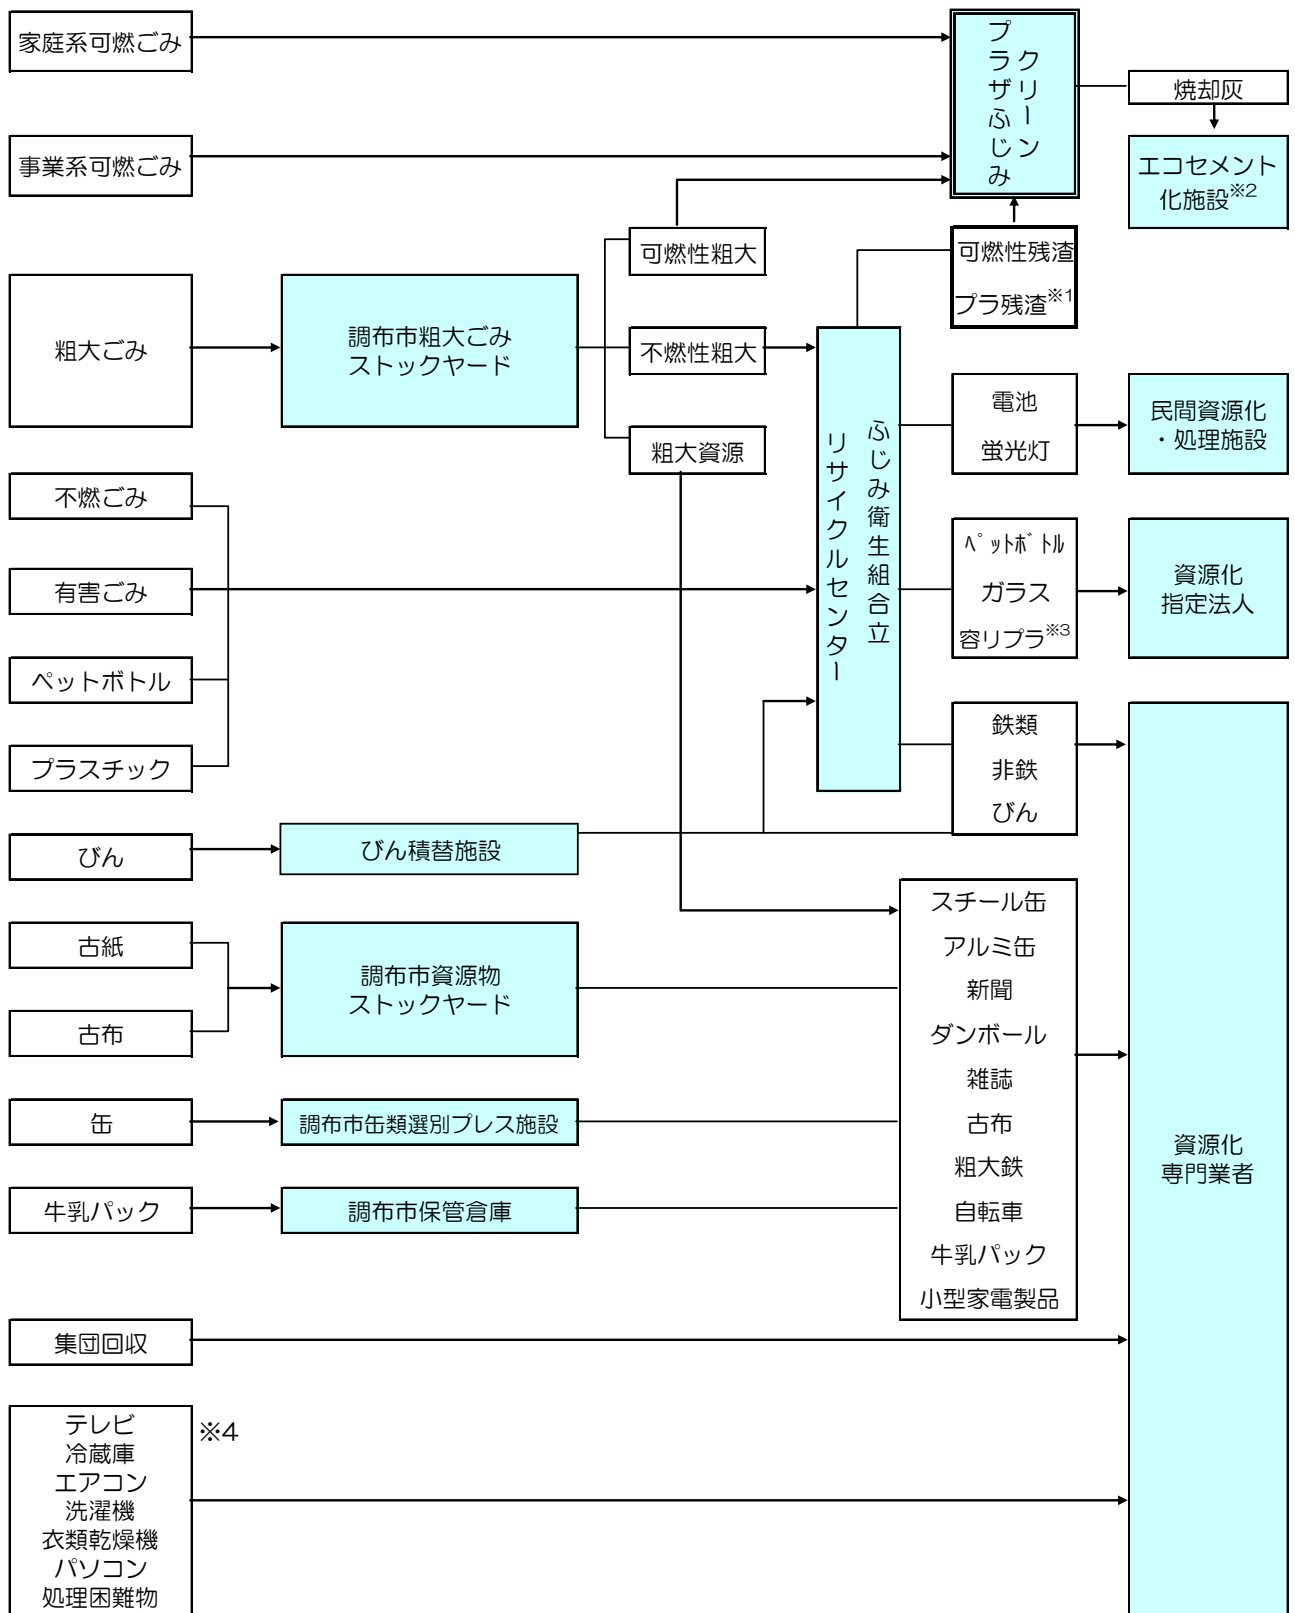 家庭系可燃ごみ
クリーン
プラザふじみ
焼却灰
事業系可燃ごみ
エコセメント
化施設※2
可燃性粗大
可燃性残渣
プラ残渣※1
粗大ごみ
調布市粗大ごみ
ストックヤード
不燃性粗大
粗大資源
ふじみ衛生組合立
リサイクルセンター
電池
蛍光灯
民間資源化
・処理施設
不燃ごみ
有害ごみ
ペットボトル
プラスチック
ﾍﾟｯﾄﾎﾞﾄﾙ
ガラス
容リプラ※3
資源化
指定法人
鉄類
非鉄
びん
びん
びん積替施設
古紙
古布
調布市資源物
ストックヤード
缶
調布市缶類選別プレス施設
牛乳パック
調布市保管倉庫
スチール缶
アルミ缶
新聞
ダンボール
雑誌
古布
粗大鉄
自転車
牛乳パック
小型家電製品
資源化
専門業者
集団回収
テレビ
冷蔵庫
エアコン
洗濯機
衣類乾燥機
パソコン
処理困難物
※4